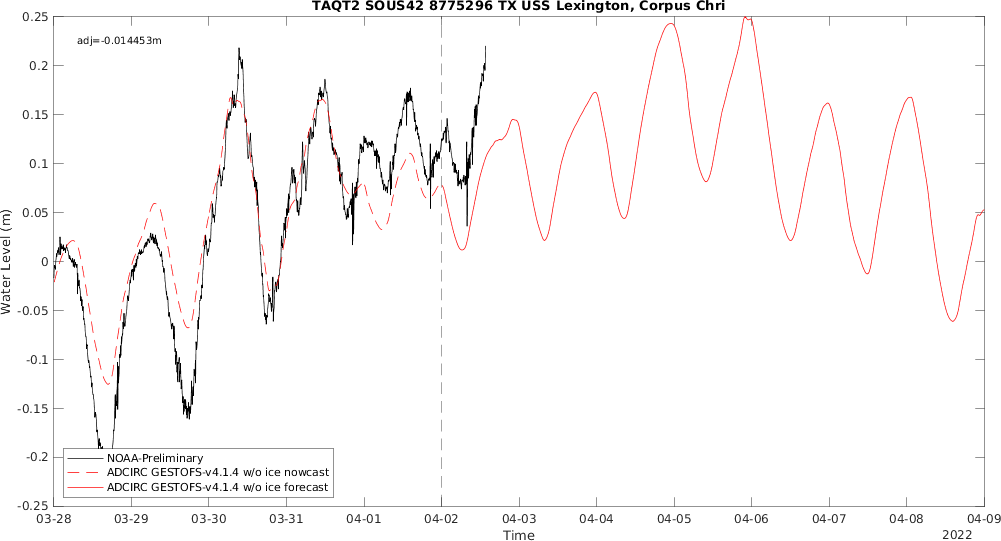 TAQT2 SOUS42 8775296 TX USS Lexington, Corpus Chri
adj=-0.014453m
0.25
0.2
0.15
0.1
0.05
0
-0.05
-0.1
-0.15
-0.2
-0.25
Water Level (m)
NOAA-Preliminary
ADCIRC GESTOFS-v4.1.4 w/o ice nowcast
ADCIRC GESTOFS-v4.1.4 w/o ice forecast
03-28 03-29 03-30 03-31 04-01 04-02 04-03 04-04 04-05 04-06 04-07 04-08 04-09
Time
2022